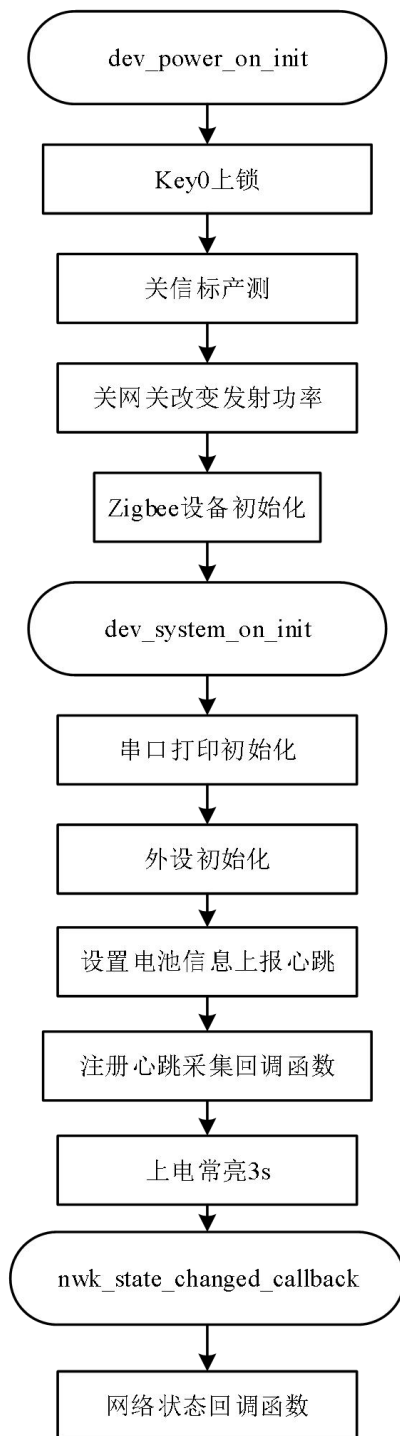 dev_power_on_init
Key0上锁
关信标产测
关网关改变发射功率
Zigbee设备初始化
dev_system_on_init
串口打印初始化
外设初始化
设置电池信息上报心跳
注册心跳采集回调函数
上电常亮3s
nwk_state_changed_callback
网络状态回调函数